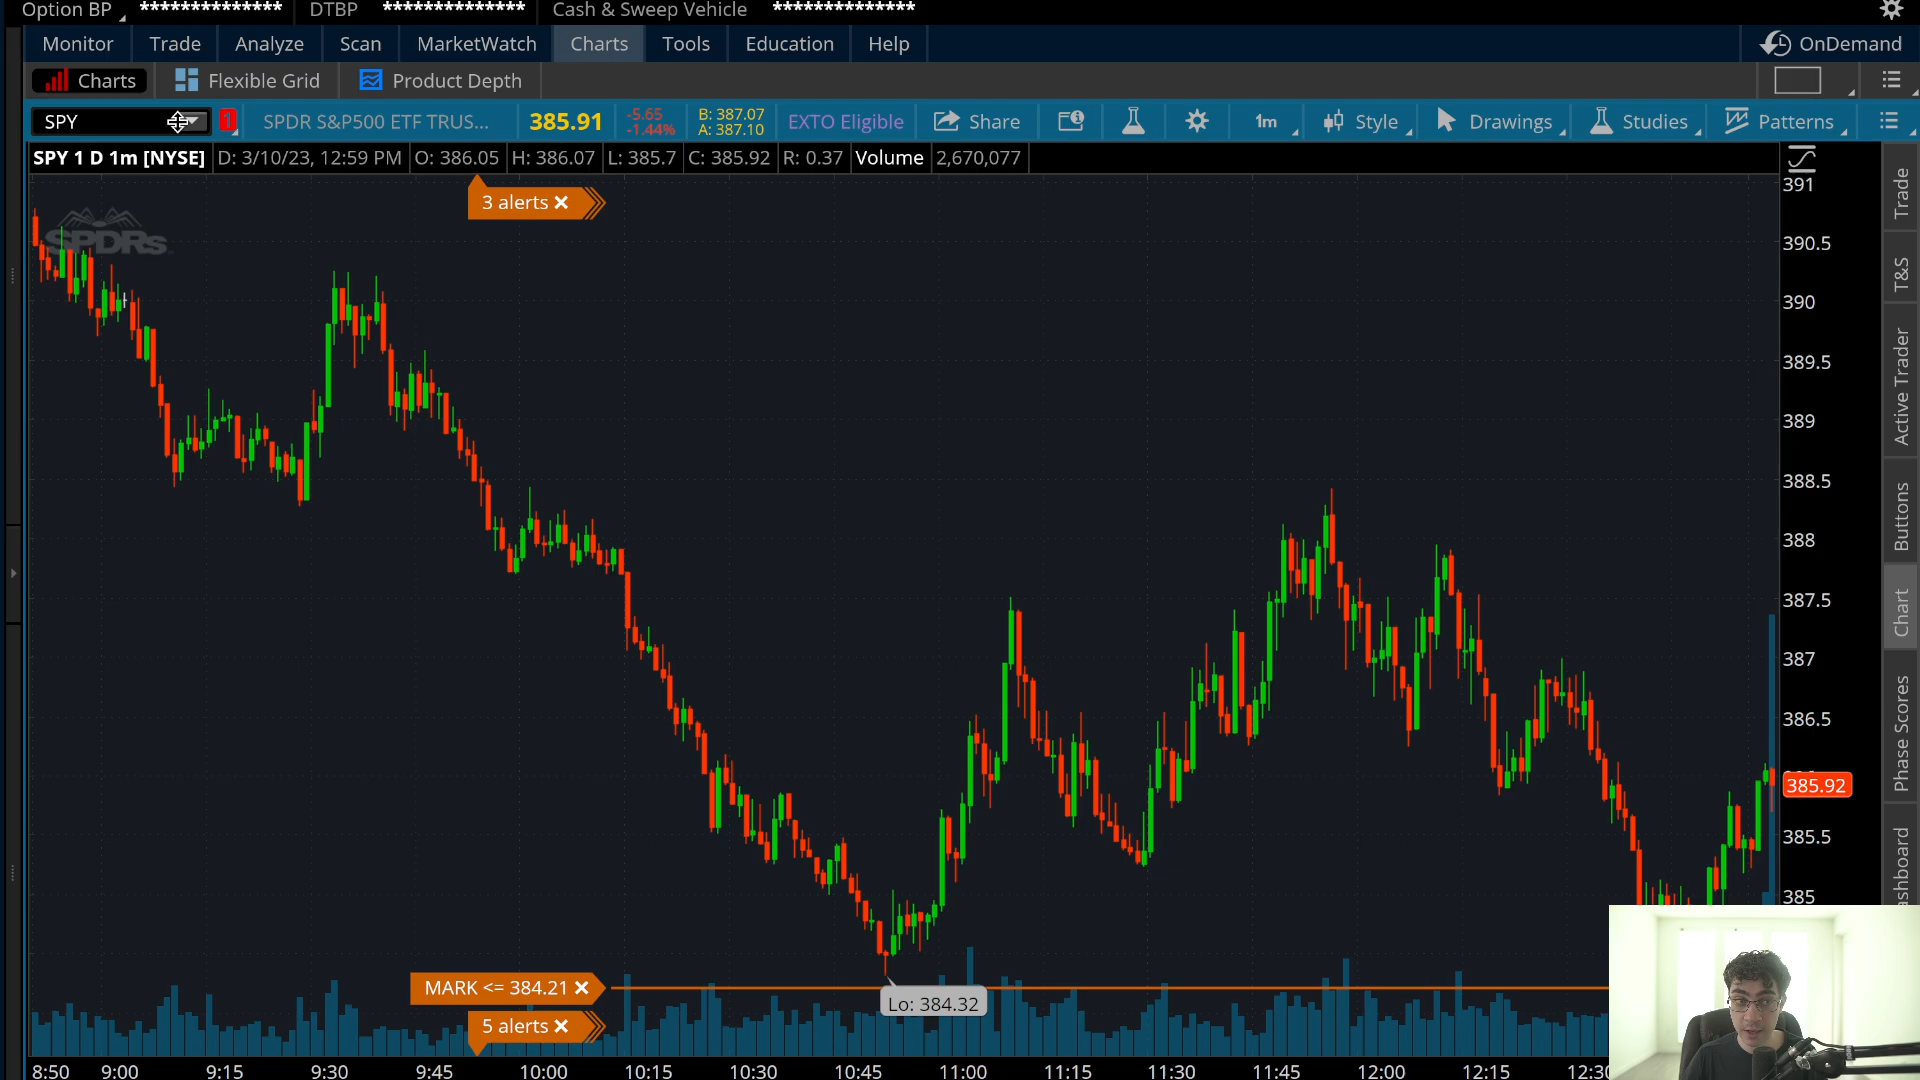 Option BP ************** DTBP ************** Cash & Sweep Vehicle **************
Monitor Trade Analyze Scan MarketWatch Charts Tools Education Help OnDemand
Charts Flexible Grid Product Depth
SPY 1 SPDR S&P500 ETF TRUS... 385.91 -5.65 -1.44% B: 387.07 A: 387.10 EXTO Eligible Share 1m Style Drawings Studies Patterns
SPY 1 D 1m [NYSE] D: 3/10/23, 12:59 PM O: 386.05 H: 386.07 L: 385.7 C: 385.92 R: 0.37 Volume 2,670,077
3 alerts
SPDRs
391
390.5
390
389.5
389
388.5
388
387.5
387
386.5
385.92
385.5
385
Trade
T&S
Active Trader
Buttons
Chart
Phase Scores
shboard
MARK <= 384.21
Lo: 384.32
5 alerts
8:50 9:00 9:15 9:30 9:45 10:00 10:15 10:30 10:45 11:00 11:15 11:30 11:45 12:00 12:15 12:30